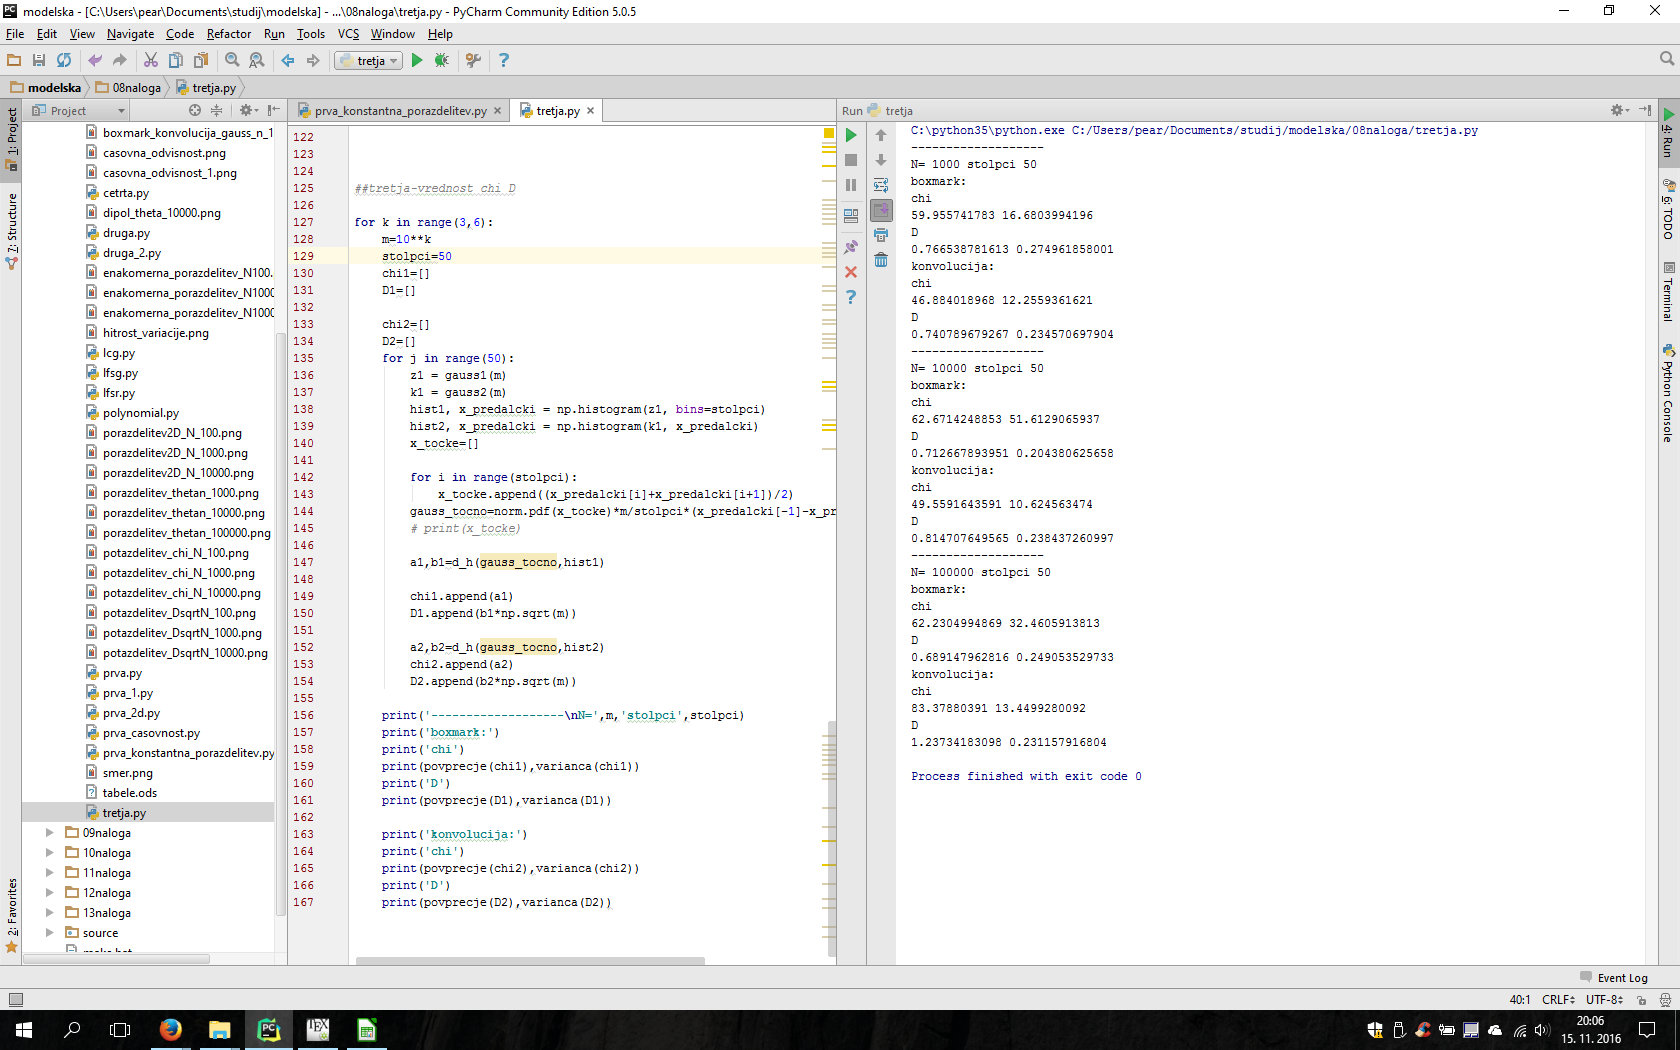 modelska - [C:\Users\pear\Documents\studij\modelska] - ...\08naloga\tretja.py - PyCharm Community Edition 5.0.5
File Edit View Navigate Code Refactor Run Tools VCS Window Help
tretja
modelska 08naloga tretja.py
1: Project
7: Structure
2: Favorites
Project
boxmark_konvolucija_gauss_n_1
casovna_odvisnost.png
casovna_odvisnost_1.png
cetrta.py
dipol_theta_10000.png
druga.py
druga_2.py
enakomerna_porazdelitev_N100.
enakomerna_porazdelitev_N1000
enakomerna_porazdelitev_N1000
hitrost_variacije.png
lcg.py
lfsg.py
lfsr.py
polynomial.py
porazdelitev2D_N_100.png
porazdelitev2D_N_1000.png
porazdelitev2D_N_10000.png
porazdelitev_thetan_1000.png
porazdelitev_thetan_10000.png
porazdelitev_thetan_100000.png
potazdelitev_chi_N_100.png
potazdelitev_chi_N_1000.png
potazdelitev_chi_N_10000.png
potazdelitev_DsqrtN_100.png
potazdelitev_DsqrtN_1000.png
potazdelitev_DsqrtN_10000.png
prva.py
prva_1.py
prva_2d.py
prva_casovnost.py
prva_konstantna_porazdelitev.py
smer.png
tabele.ods
tretja.py
09naloga
10naloga
11naloga
12naloga
13naloga
source
prva_konstantna_porazdelitev.py tretja.py
122
123
124
125 ##tretja-vrednost chi D
126
127 for k in range(3,6):
128 m=10**k
129 stolpci=50
130 chi1=[]
131 D1=[]
132
133 chi2=[]
134 D2=[]
135 for j in range(50):
136 z1 = gauss1(m)
137 k1 = gauss2(m)
138 hist1, x_predalcki = np.histogram(z1, bins=stolpci)
139 hist2, x_predalcki = np.histogram(k1, x_predalcki)
140 x_tocke=[]
141
142 for i in range(stolpci):
143 x_tocke.append((x_predalcki[i]+x_predalcki[i+1])/2)
144 gauss_tocno=norm.pdf(x_tocke)*m/stolpci*(x_predalcki[-1]-x_pr
145 # print(x_tocke)
146
147 a1,b1=d_h(gauss_tocno,hist1)
148
149 chi1.append(a1)
150 D1.append(b1*np.sqrt(m))
151
152 a2,b2=d_h(gauss_tocno,hist2)
153 chi2.append(a2)
154 D2.append(b2*np.sqrt(m))
155
156 print('-------------------\nN=',m,'stolpci',stolpci)
157 print('boxmark:')
158 print('chi')
159 print(povprecje(chi1),varianca(chi1))
160 print('D')
161 print(povprecje(D1),varianca(D1))
162
163 print('konvolucija:')
164 print('chi')
165 print(povprecje(chi2),varianca(chi2))
166 print('D')
167 print(povprecje(D2),varianca(D2))
Run tretja
C:\python35\python.exe C:/Users/pear/Documents/studij/modelska/08naloga/tretja.py
-------------------
N= 1000 stolpci 50
boxmark:
chi
59.955741783 16.6803994196
D
0.766538781613 0.274961858001
konvolucija:
chi
46.884018968 12.2559361621
D
0.740789679267 0.234570697904
-------------------
N= 10000 stolpci 50
boxmark:
chi
62.6714248853 51.6129065937
D
0.712667893951 0.204380625658
konvolucija:
chi
49.5591643591 10.624563474
D
0.814707649565 0.238437260997
-------------------
N= 100000 stolpci 50
boxmark:
chi
62.2304994869 32.4605913813
D
0.689147962816 0.249053529733
konvolucija:
chi
83.37880391 13.4499280092
D
1.23734183098 0.231157916804
Process finished with exit code 0
4: Run
6: TODO
Terminal
Python Console
Event Log
40:1 CRLF UTF-8
20:06
15. 11. 2016